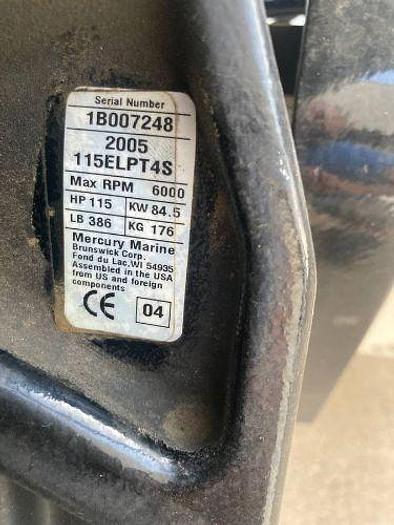 Serial Number
1B007248
2005
115ELPT4S
Max RPM 6000
HP 115 KW 84.5
LB 386 KG 176
Mercury Marine
Brunswick Corp.
Fond du Lac,WI 54935
Assembled in the USA
from US and foreign
components
CE 04